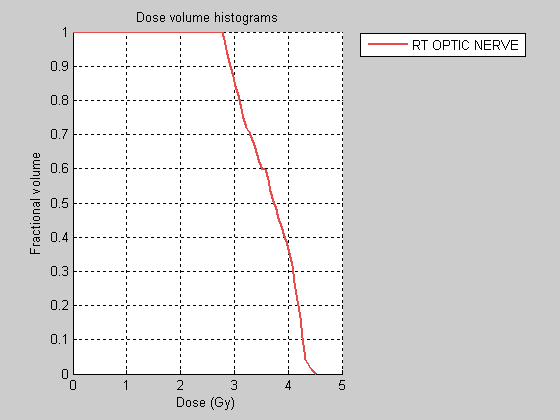 Dose volume histograms
RT OPTIC NERVE
Fractional volume
1
0.9
0.8
0.7
0.6
0.5
0.4
0.3
0.2
0.1
0
0 1 2 3 4 5
Dose (Gy)